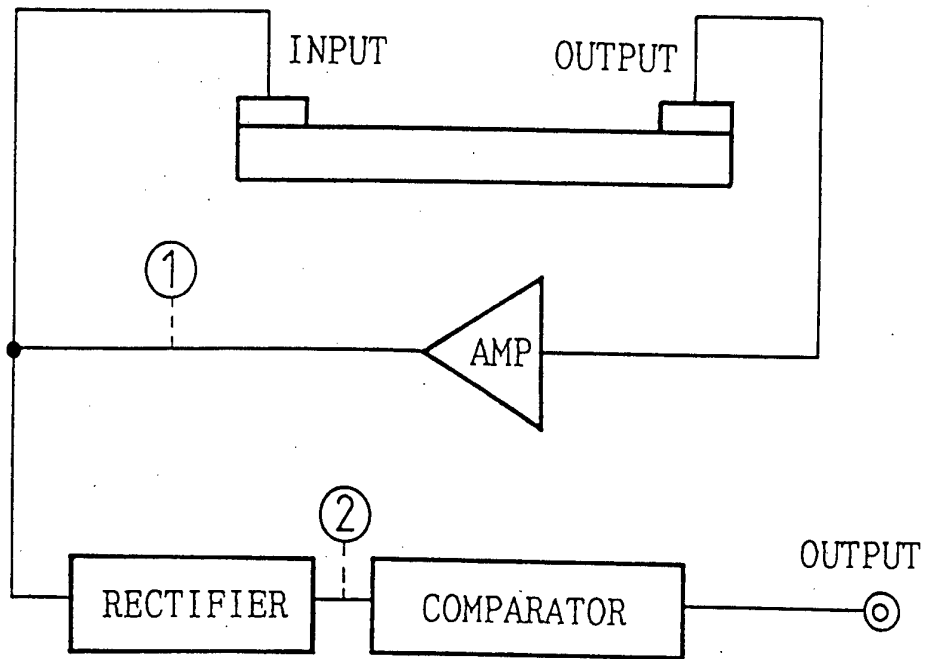 INPUT
OUTPUT
1
AMP
2
OUTPUT
RECTIFIER
COMPARATOR